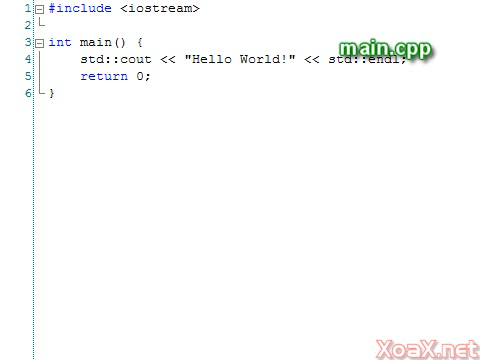 1 #include <iostream>
2
3 int main() {
main.cpp
4 std::cout << "Hello World!" << std::endl;
5 return 0;
6 }
XoaX.net